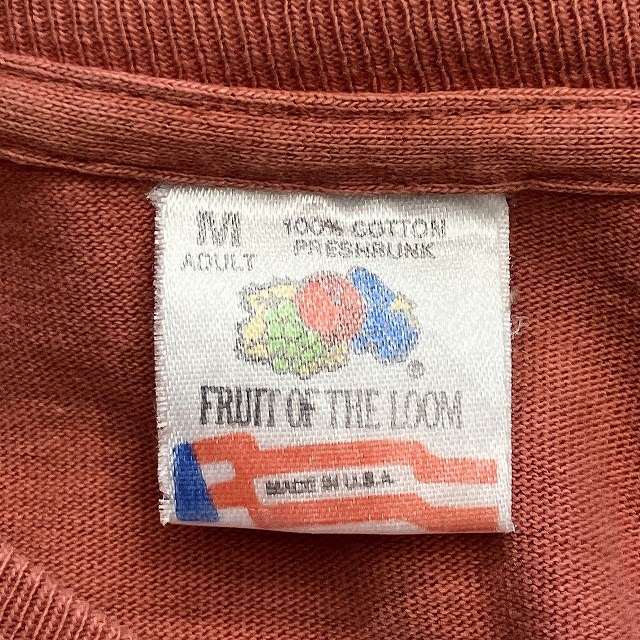 M 100% COTTON
ADULT PRESHRUNK
®
FRUIT OF THE LOOM
MADE IN U.S.A